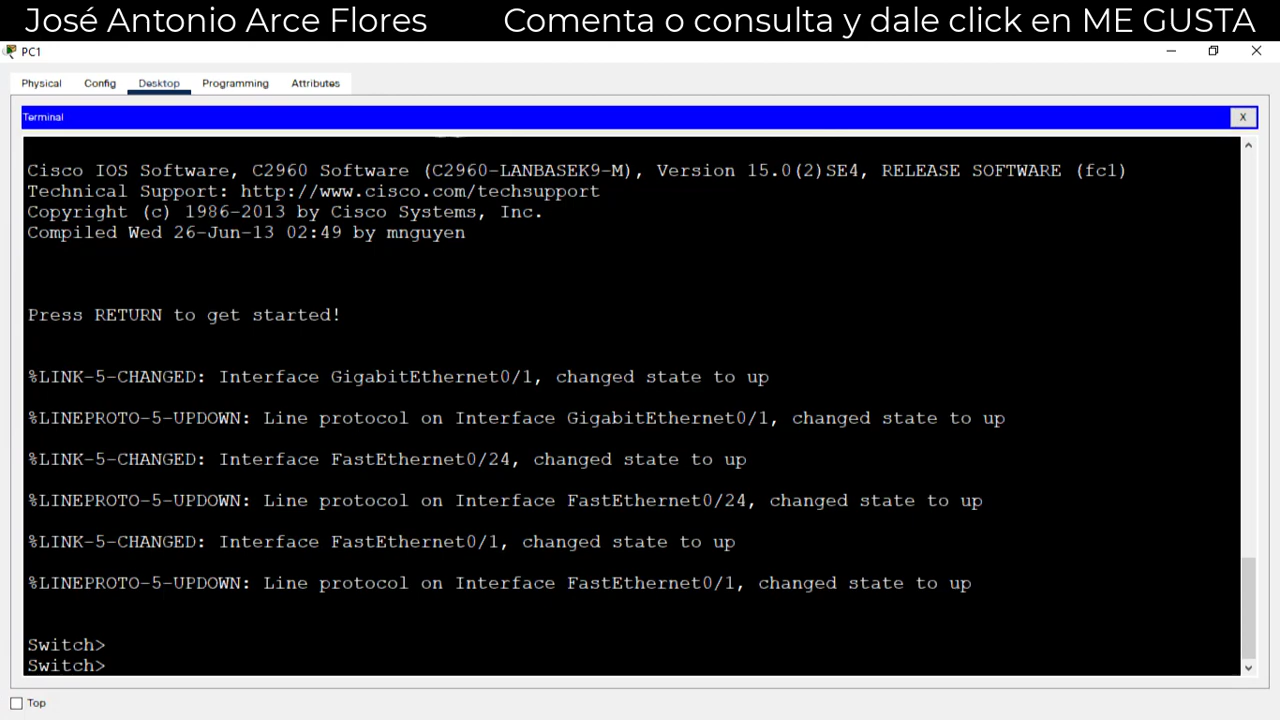 José Antonio Arce Flores Comenta o consulta y dale click en ME GUSTA
PC1
Physical Config Desktop Programming Attributes
Terminal X
Cisco IOS Software, C2960 Software (C2960-LANBASEK9-M), Version 15.0(2)SE4, RELEASE SOFTWARE (fc1)
Technical Support: http://www.cisco.com/techsupport
Copyright (c) 1986-2013 by Cisco Systems, Inc.
Compiled Wed 26-Jun-13 02:49 by mnguyen
Press RETURN to get started!
%LINK-5-CHANGED: Interface GigabitEthernet0/1, changed state to up
%LINEPROTO-5-UPDOWN: Line protocol on Interface GigabitEthernet0/1, changed state to up
%LINK-5-CHANGED: Interface FastEthernet0/24, changed state to up
%LINEPROTO-5-UPDOWN: Line protocol on Interface FastEthernet0/24, changed state to up
%LINK-5-CHANGED: Interface FastEthernet0/1, changed state to up
%LINEPROTO-5-UPDOWN: Line protocol on Interface FastEthernet0/1, changed state to up
Switch>
Switch>
Top